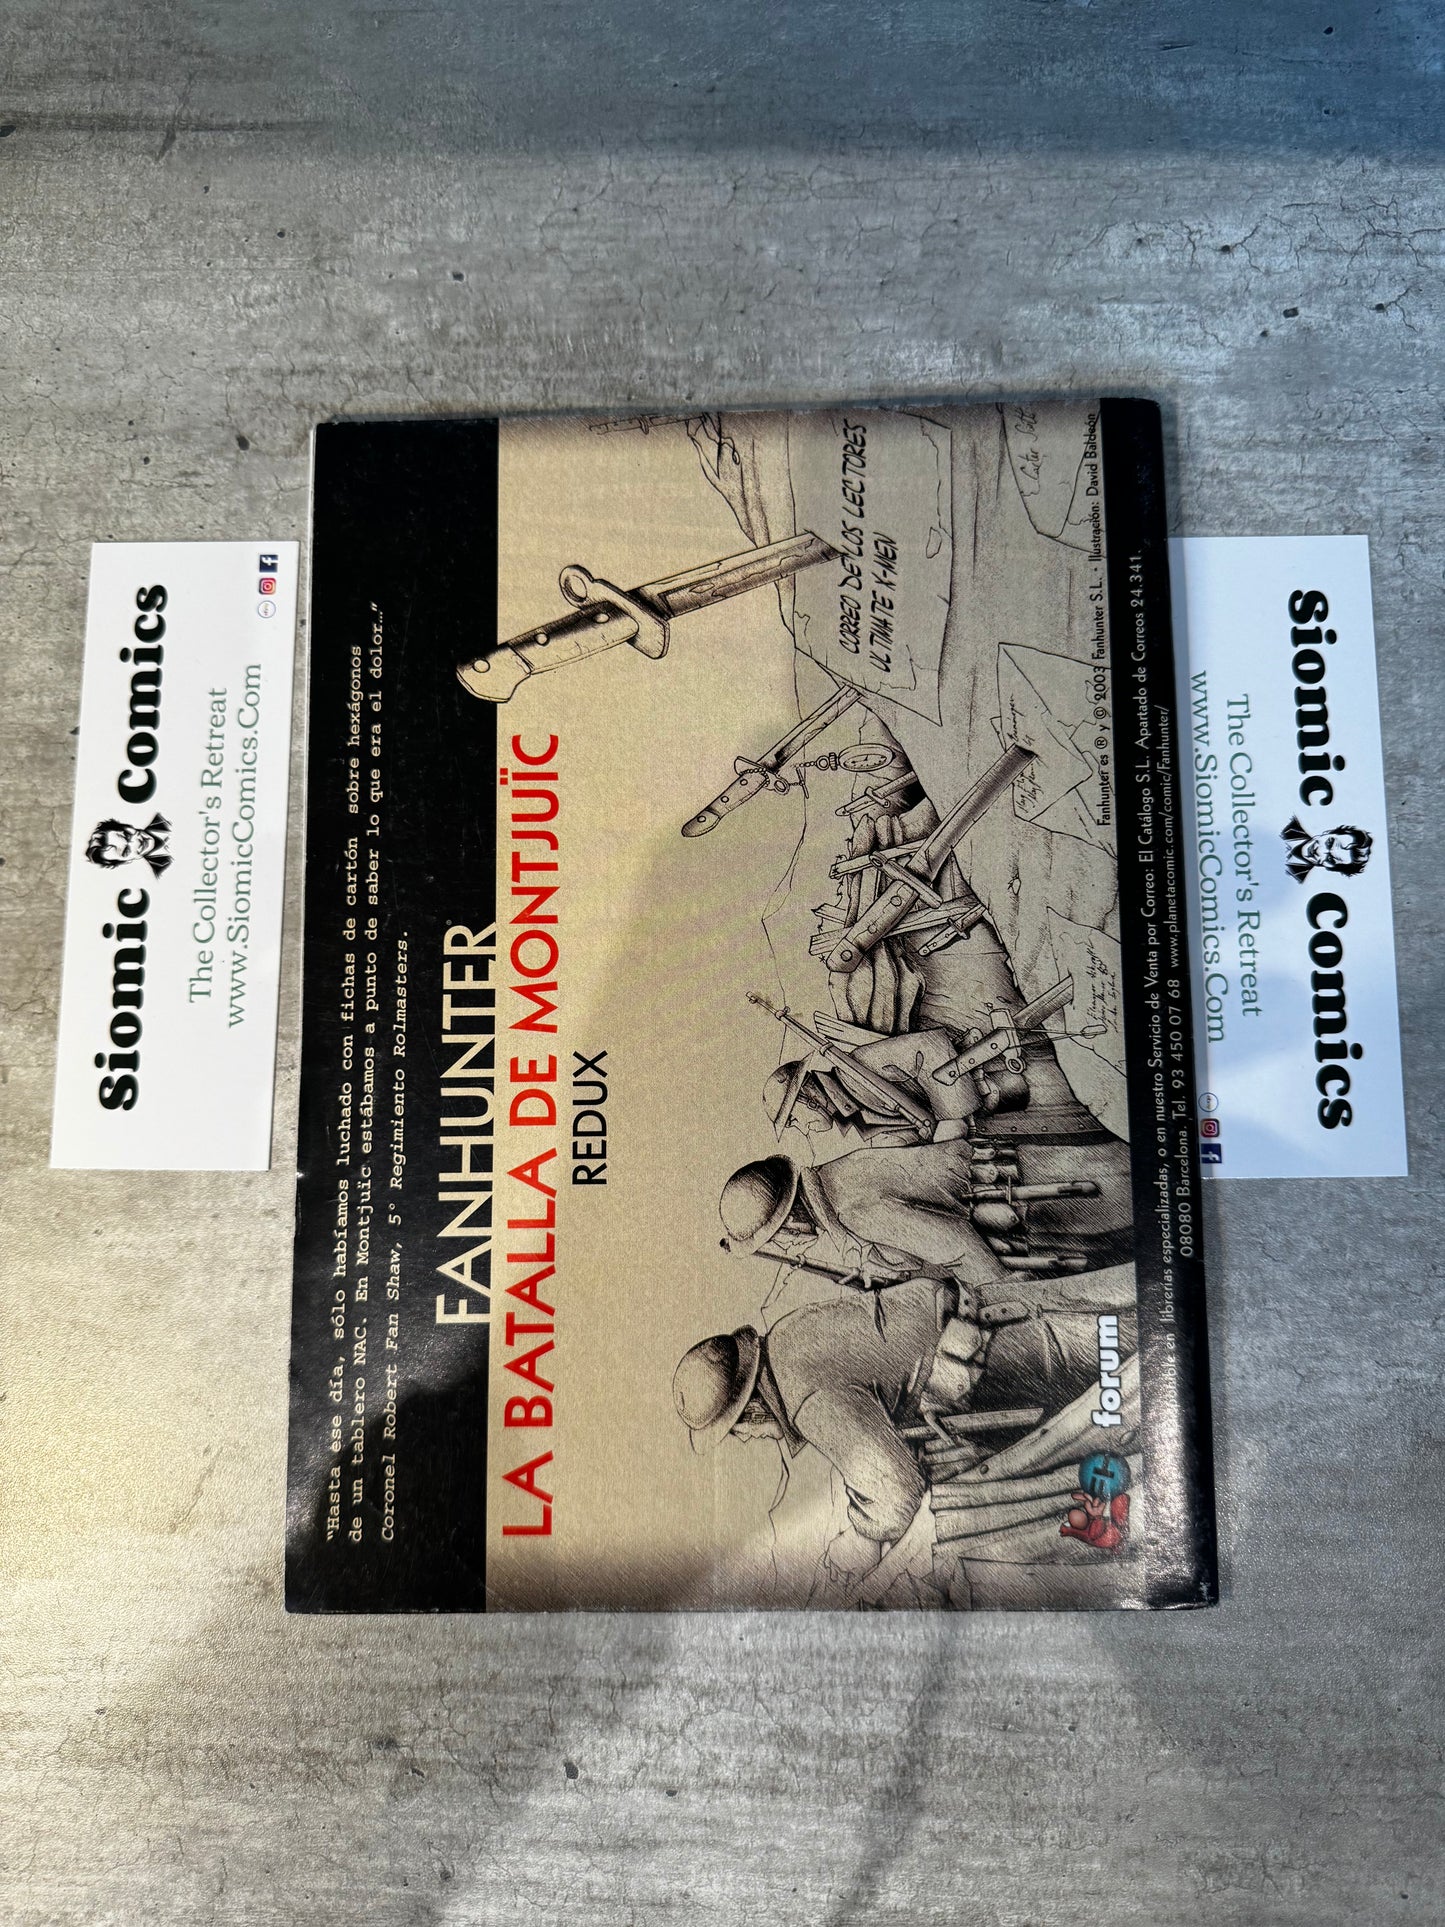 Siomic Comics
The Collector's Retreat
www.SiomicComics.Com
"Hasta ese día, sólo habíamos luchado con fichas de cartón sobre hexágonos
de un tablero NAC. En Montjuïc estábamos a punto de saber lo que era el dolor…"
Coronel Robert Fan Shaw, 5° Regimiento Rolmasters.
FANHUNTER
LA BATALLA DE MONTJUÏC
REDUX
CORREO DE LOS LECTORES
ULTIMATE X-MEN
forum
Fanhunter es ® y © 2003 Fanhunter S.L. • Ilustración: David Baldeón
en librerías especializadas, o en nuestro Servicio de Venta por Correo: El Catálogo S.L. Apartado de Correos 24.341.
08080 Barcelona. Tel. 93 450 07 68 www.planetacomic.com/comic/Fanhunter/
Siomic Comics
The Collector's Retreat
www.SiomicComics.Com